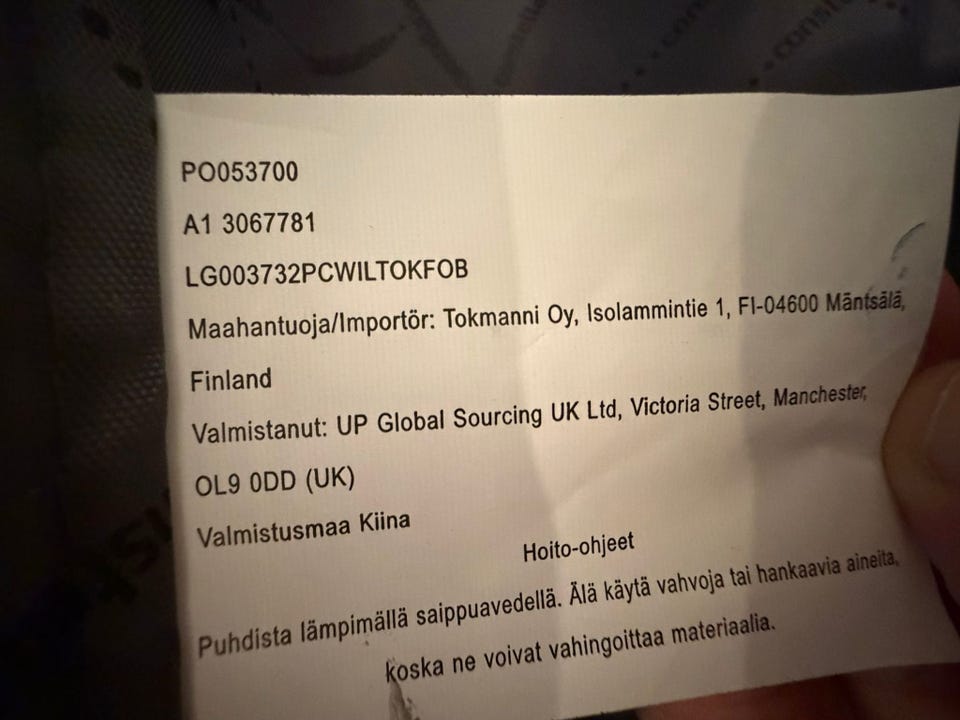 PO053700
A1 3067781
LG003732PCWILTOKFOB
Maahantuoja/Importör: Tokmanni Oy, Isolammintie 1, FI-04600 Mäntsälä,
Finland
Valmistanut: UP Global Sourcing UK Ltd, Victoria Street, Manchester,
OL9 0DD (UK)
Valmistusmaa Kiina
Hoito-ohjeet
Puhdista lämpimällä saippuavedellä. Älä käytä vahvoja tai hankaavia aineita,
koska ne voivat vahingoittaa materiaalia.